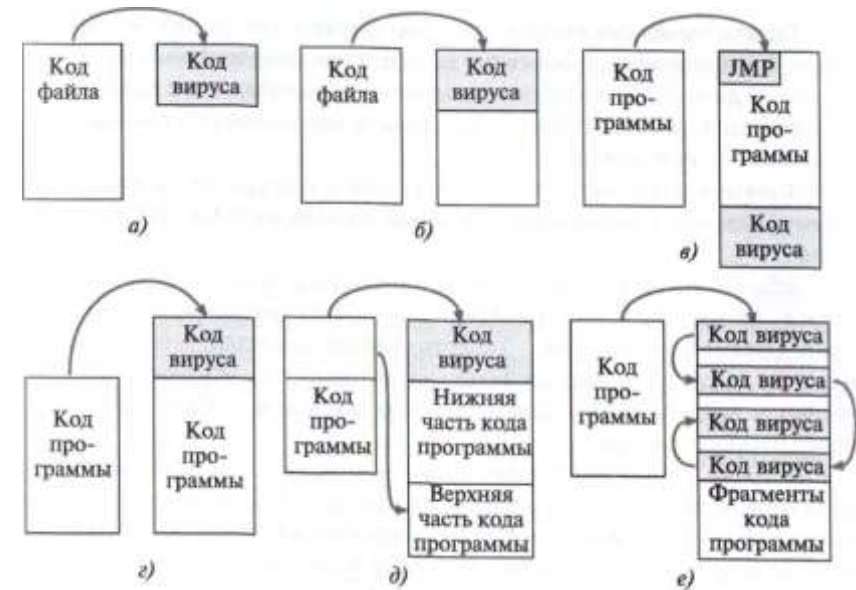 Код
файла
Код
вируса
а)
Код
файла
Код
вируса
б)
Код
про-
граммы
JMP
Код
про-
граммы
Код
вируса
в)
Код
про-
граммы
Код
вируса
Код
про-
граммы
г)
Код
про-
граммы
Код
вируса
Нижняя
часть кода
программы
Верхняя
часть кода
программы
д)
Код
про-
граммы
Код вируса
Код вируса
Код вируса
Код вируса
Фрагменты
кода
программы
е)